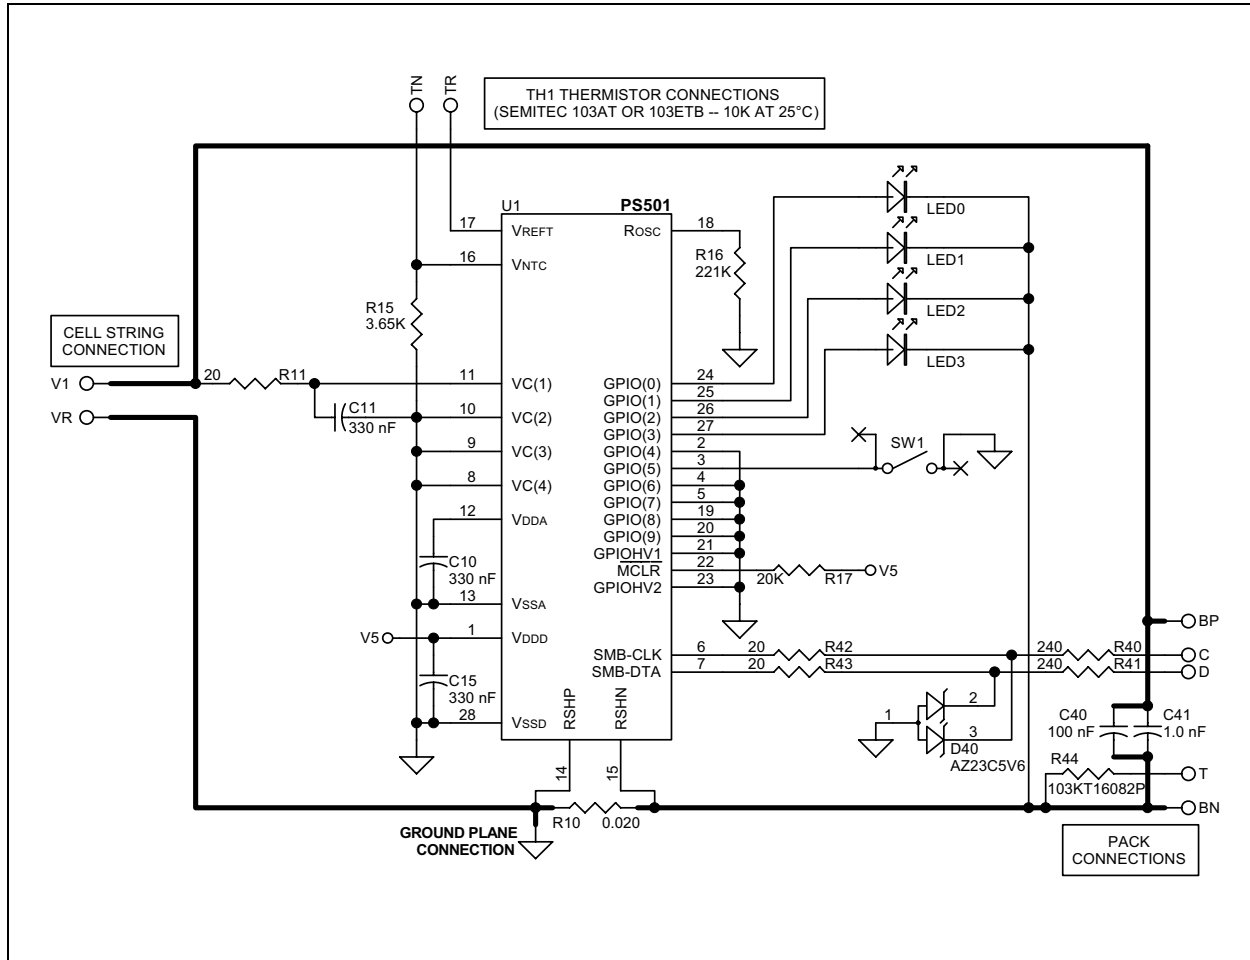 TN
TR
TH1 THERMISTOR CONNECTIONS
(SEMITEC 103AT OR 103ETB -- 10K AT 25°C)
U1
PS501
LED0
LED1
LED2
LED3
17
VREFT
16
VNTC
ROSC
18
R16
221K
R15
3.65K
CELL STRING
CONNECTION
V1
VR
20
R11
C11
330 nF
11
VC(1)
10
VC(2)
9
VC(3)
8
VC(4)
12
VDDA
C10
330 nF
13
VSSA
V5
1
VDDD
C15
330 nF
28
VSSD
GPIO(0)
24
GPIO(1)
25
GPIO(2)
26
GPIO(3)
27
GPIO(4)
2
GPIO(5)
3
GPIO(6)
4
GPIO(7)
5
GPIO(8)
19
GPIO(9)
20
GPIOHV1
21
MCLR
22
GPIOHV2
23
SW1
20K
R17
V5
SMB-CLK
6
20
R42
240
R40
SMB-DTA
7
20
R43
240
R41
BP
C
D
1
2
3
D40
AZ23C5V6
C40
100 nF
C41
1.0 nF
R44
103KT16082P
T
BN
RSHP
RSHN
14
15
R10
0.020
GROUND PLANE
CONNECTION
PACK
CONNECTIONS